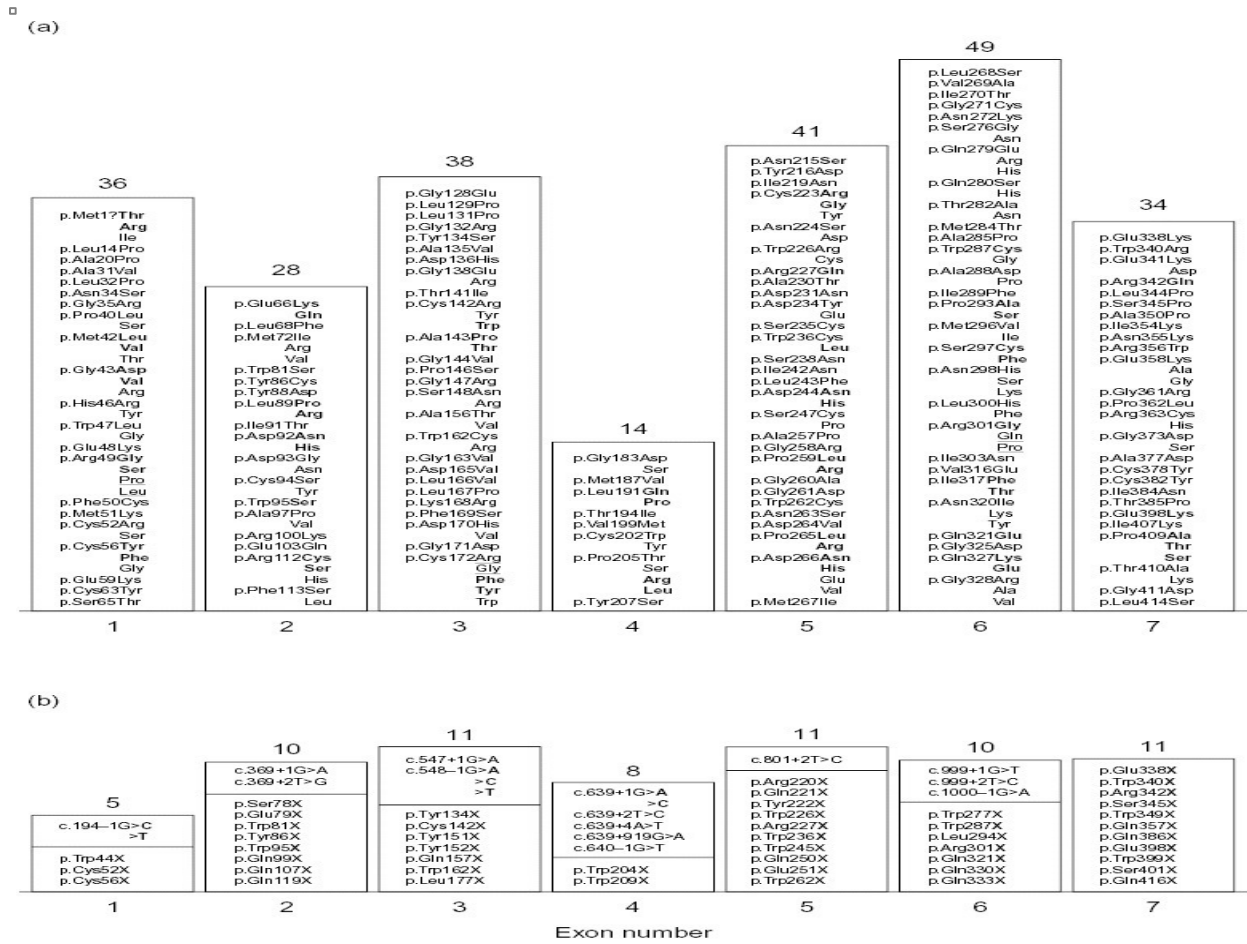 (a)
36
p.Met1?Thr
Arg
Ile
p.Leu14Pro
p.Ala20Pro
p.Ala31Val
p.Leu32Pro
p.Asn34Ser
p.Gly35Arg
p.Pro40Leu
Ser
p.Met42Leu
Val
Thr
p.Gly43Asp
Val
Arg
p.His46Arg
Tyr
p.Trp47Leu
Gly
p.Glu48Lys
p.Arg49Gly
Ser
Pro
Leu
p.Phe50Cys
p.Met51Lys
p.Cys52Arg
Ser
p.Cys56Tyr
Phe
Gly
p.Glu59Lys
p.Cys63Tyr
p.Ser65Thr
1
28
p.Glu66Lys
Gln
p.Leu68Phe
p.Met72Ile
Arg
Val
p.Trp81Ser
p.Tyr86Cys
p.Tyr88Asp
p.Leu89Pro
Arg
p.Ile91Thr
p.Asp92Asn
His
p.Asp93Gly
Asn
p.Cys94Ser
Tyr
p.Trp95Ser
p.Ala97Pro
Val
p.Arg100Lys
p.Glu103Gln
p.Arg112Cys
Ser
His
p.Phe113Ser
Leu
2
38
p.Gly128Glu
p.Leu129Pro
p.Leu131Pro
p.Gly132Arg
p.Tyr134Ser
p.Ala135Val
p.Asp136His
p.Gly138Glu
Arg
p.Thr141Ile
p.Cys142Arg
Tyr
Trp
p.Ala143Pro
Thr
p.Gly144Val
p.Pro146Ser
p.Gly147Arg
p.Ser148Asn
Arg
p.Ala156Thr
Val
p.Trp162Cys
Arg
p.Gly163Val
p.Asp165Val
p.Leu166Val
p.Leu167Pro
p.Lys168Arg
p.Phe169Ser
p.Asp170His
Val
p.Gly171Asp
p.Cys172Arg
Gly
Phe
Tyr
Trp
3
14
p.Gly183Asp
Ser
p.Met187Val
p.Leu191Gln
Pro
p.Thr194Ile
p.Val199Met
p.Cys202Trp
Tyr
p.Pro205Thr
Ser
Arg
Leu
p.Tyr207Ser
4
41
p.Asn215Ser
p.Tyr216Asp
p.Ile219Asn
p.Cys223Arg
Gly
Tyr
p.Asn224Ser
Asp
p.Trp226Arg
Cys
p.Arg227Gln
p.Ala230Thr
p.Asp231Asn
p.Asp234Tyr
Glu
p.Ser235Cys
p.Trp236Cys
Leu
p.Ser238Asn
p.Ile242Asn
p.Leu243Phe
p.Asp244Asn
His
p.Ser247Cys
Pro
p.Ala257Pro
p.Gly258Arg
p.Pro259Leu
Arg
p.Gly260Ala
p.Gly261Asp
p.Trp262Cys
p.Asn263Ser
p.Asp264Val
p.Pro265Leu
Arg
p.Asp266Asn
His
Glu
Val
p.Met267Ile
5
49
p.Leu268Ser
p.Val269Ala
p.Ile270Thr
p.Gly271Cys
p.Asn272Lys
p.Ser276Gly
Asn
p.Gln279Glu
Arg
His
p.Gln280Ser
His
p.Thr282Ala
Asn
p.Met284Thr
p.Ala285Pro
p.Trp287Cys
Gly
p.Ala288Asp
Pro
p.Ile289Phe
p.Pro293Ala
Ser
p.Met296Val
Ile
p.Ser297Cys
Phe
p.Asn298His
Ser
Lys
p.Leu300His
Phe
p.Arg301Gly
Gln
Pro
p.Ile303Asn
p.Val316Glu
p.Ile317Phe
Thr
p.Asn320Ile
Lys
Tyr
p.Gln321Glu
p.Gly325Asp
p.Gln327Lys
Glu
p.Gly328Arg
Ala
Val
6
34
p.Glu338Lys
p.Trp340Arg
p.Glu341Lys
Asp
p.Arg342Gln
p.Leu344Pro
p.Ser345Pro
p.Ala350Pro
p.Ile354Lys
p.Asn355Lys
p.Arg356Trp
p.Glu358Lys
Ala
Gly
p.Gly361Arg
p.Pro362Leu
p.Arg363Cys
His
p.Gly373Asp
Ser
p.Ala377Asp
p.Cys378Tyr
p.Cys382Tyr
p.Ile384Asn
p.Thr385Pro
p.Glu398Lys
p.Ile407Lys
p.Pro409Ala
Thr
Ser
p.Thr410Ala
Lys
p.Gly411Asp
p.Leu414Ser
7
(b)
5
c.194–1G>C
>T
p.Trp44X
p.Cys52X
p.Cys56X
1
10
c.369+1G>A
c.369+2T>G
p.Ser78X
p.Glu79X
p.Trp81X
p.Tyr86X
p.Trp95X
p.Gln99X
p.Gln107X
p.Gln119X
2
11
c.547+1G>A
c.548–1G>A
>C
>T
p.Tyr134X
p.Cys142X
p.Tyr151X
p.Tyr152X
p.Gln157X
p.Trp162X
p.Leu177X
3
8
c.639+1G>A
>C
c.639+2T>C
c.639+4A>T
c.639+919G>A
c.640–1G>T
p.Trp204X
p.Trp209X
4
11
c.801+2T>C
p.Arg220X
p.Gln221X
p.Tyr222X
p.Trp226X
p.Arg227X
p.Trp236X
p.Trp245X
p.Gln250X
p.Glu251X
p.Trp262X
5
10
c.999+1G>T
c.999+2T>C
c.1000–1G>A
p.Trp277X
p.Trp287X
p.Leu294X
p.Arg301X
p.Gln321X
p.Gln330X
p.Gln333X
6
11
p.Glu338X
p.Trp340X
p.Arg342X
p.Ser345X
p.Trp349X
p.Gln357X
p.Gln386X
p.Glu398X
p.Trp399X
p.Ser401X
p.Gln416X
7
Exon number